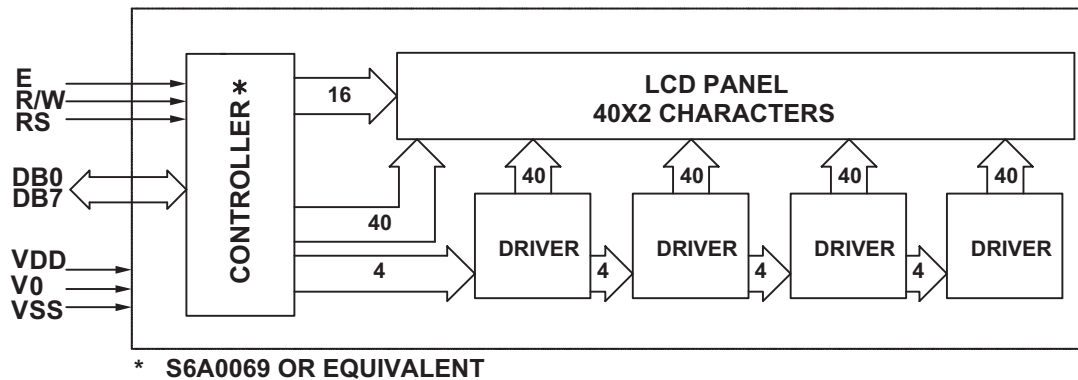 E
R/W
RS
DB0
DB7
VDD
V0
VSS
CONTROLLER*
16
40
4
LCD PANEL
40X2 CHARACTERS
40
40
40
40
DRIVER
4
DRIVER
4
DRIVER
4
DRIVER
* S6A0069 OR EQUIVALENT